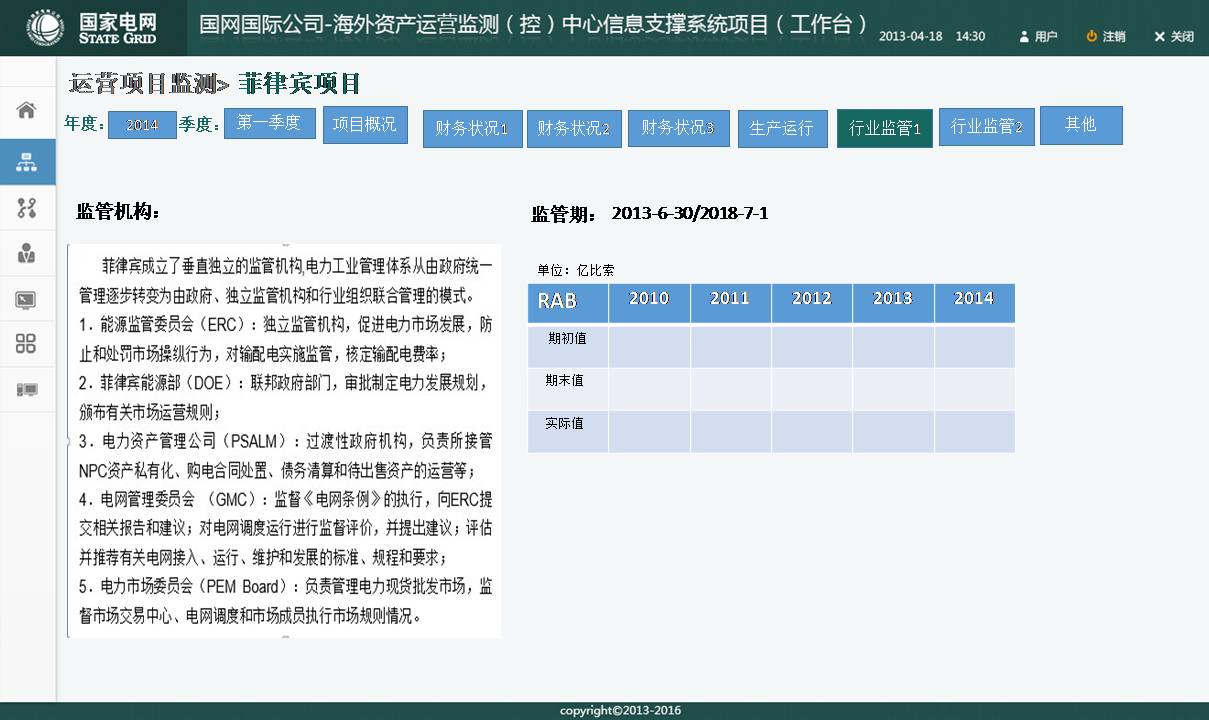 国家电网
STATE GRID
国网国际公司-海外资产运营监测（控）中心信息支撑系统项目（工作台）
2013-04-18 14:30
用户
注销
关闭
运营项目监测> 菲律宾项目
年度：
2014
季度：
第一季度
项目概况
财务状况1
财务状况2
财务状况3
生产运行
行业监管1
行业监管2
其他
监管机构：
菲律宾成立了垂直独立的监管机构,电力工业管理体系从由政府统一
管理逐步转变为由政府、独立监管机构和行业组织联合管理的模式。
1．能源监管委员会（ERC）：独立监管机构，促进电力市场发展，防
止和处罚市场操纵行为，对输配电实施监管，核定输配电费率；
2．菲律宾能源部（DOE）：联邦政府部门，审批制定电力发展规划，
颁布有关市场运营规则；
3．电力资产管理公司（PSALM）：过渡性政府机构，负责所接管
NPC资产私有化、购电合同处置、债务清算和待出售资产的运营等；
4．电网管理委员会 （GMC）：监督《电网条例》的执行，向ERC提
交相关报告和建议；对电网调度运行进行监督评价，并提出建议；评估
并推荐有关电网接入、运行、维护和发展的标准、规程和要求；
5．电力市场委员会（PEM Board）：负责管理电力现货批发市场，监
督市场交易中心、电网调度和市场成员执行市场规则情况。
监管期： 2013-6-30/2018-7-1
单位：亿比索
RAB 2010 2011 2012 2013 2014
期初值
期末值
实际值
copyright©2013-2016